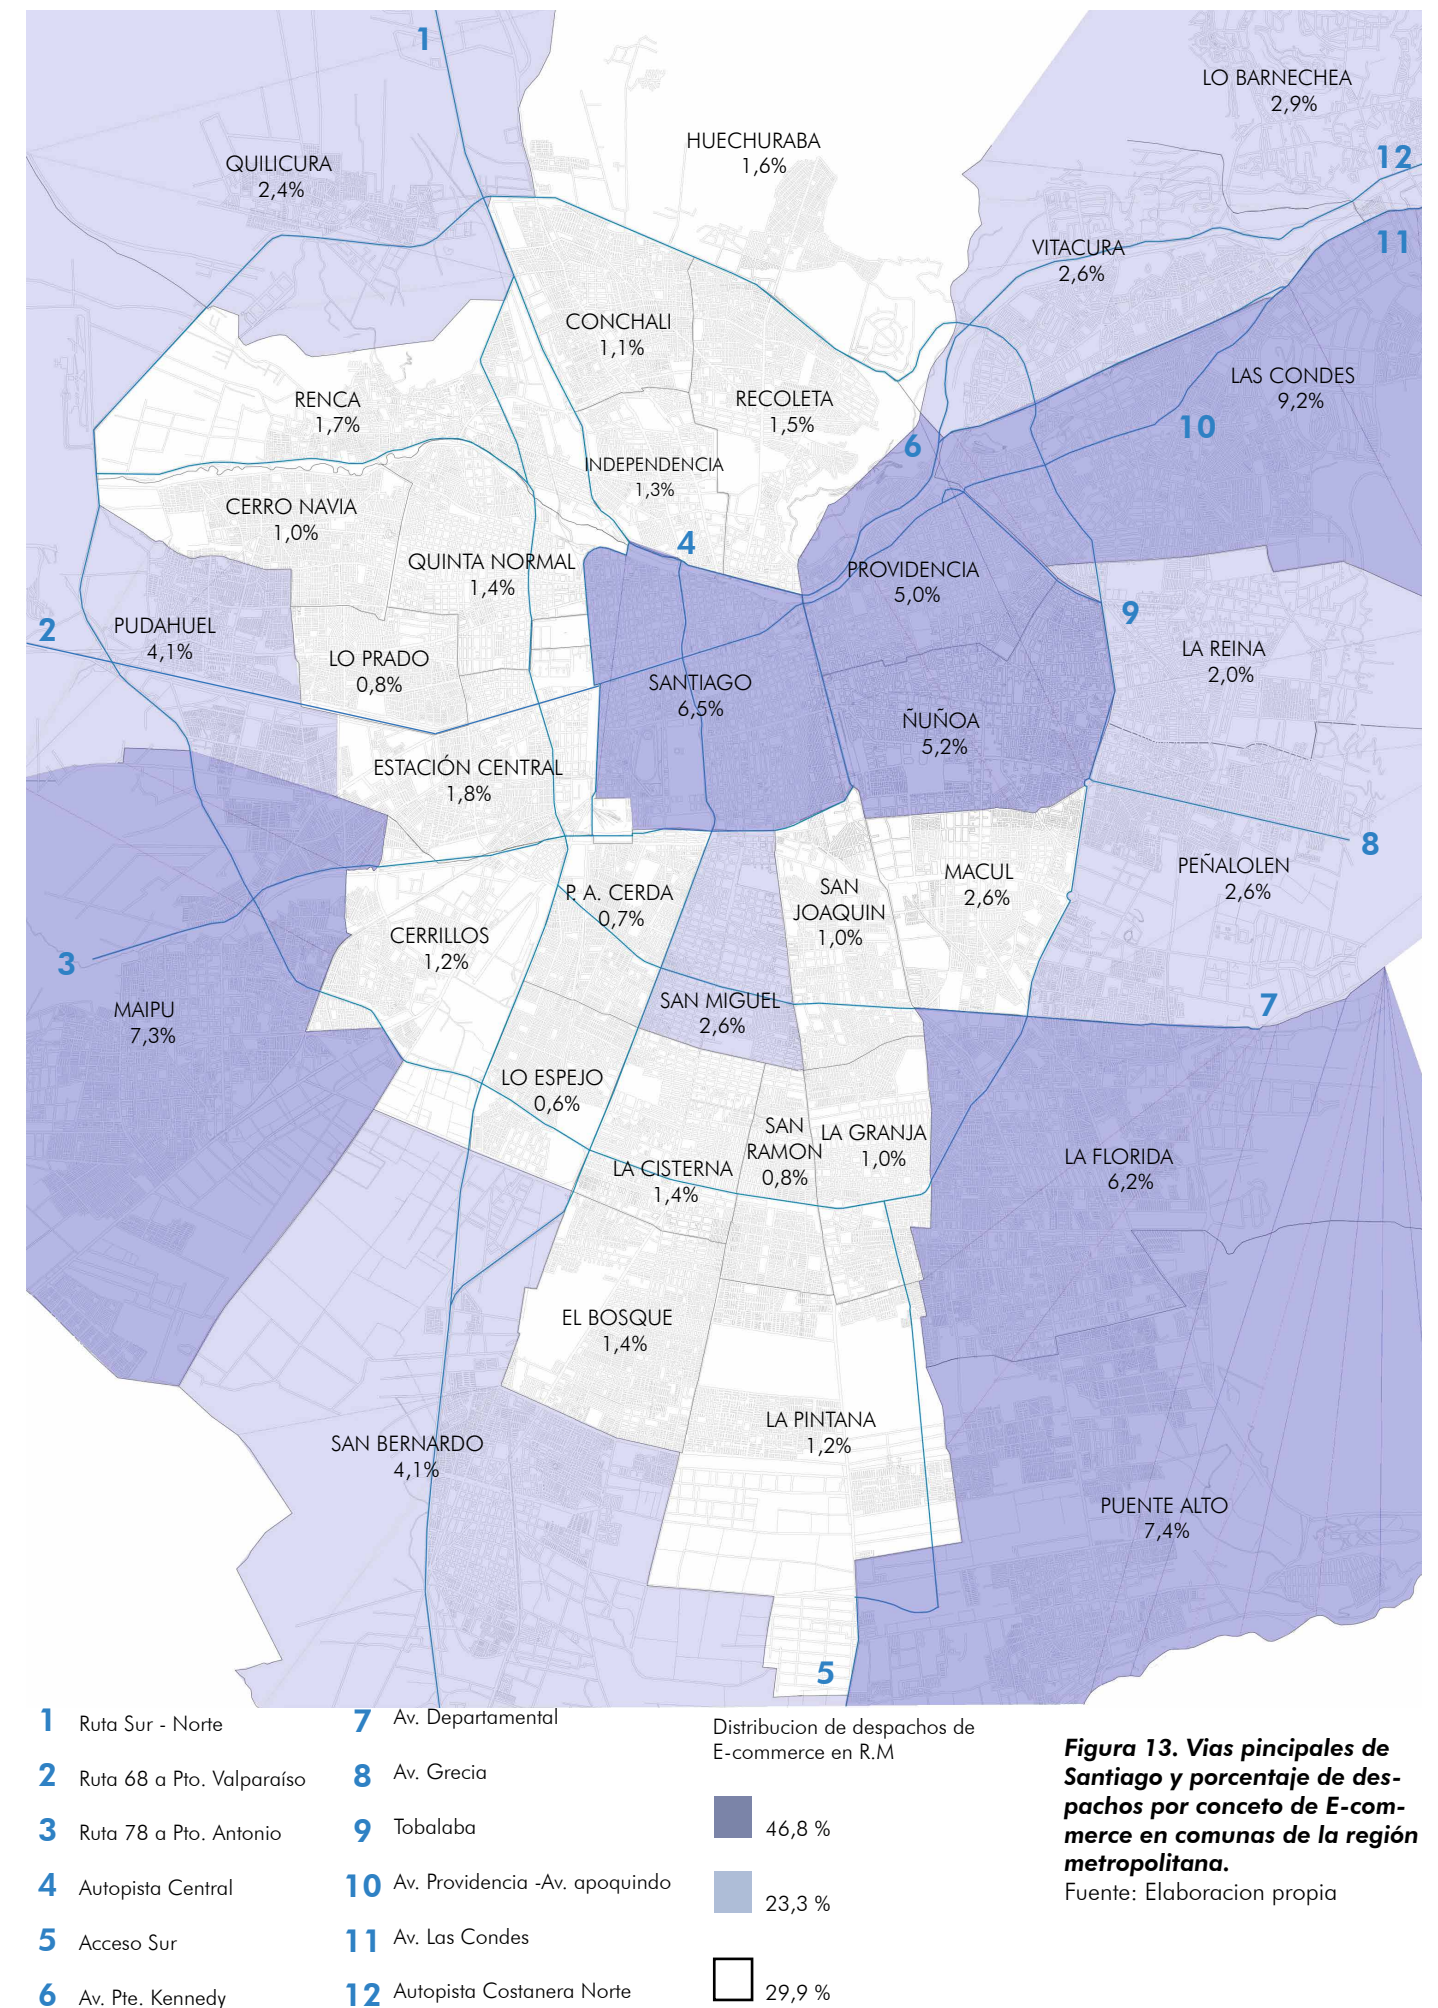 1
LO BARNECHEA
2,9%
HUECHURABA
1,6%
12
QUILICURA
2,4%
VITACURA
2,6%
11
CONCHALI
1,1%
LAS CONDES
9,2%
RENCA
1,7%
RECOLETA
1,5%
10
6
INDEPENDENCIA
1,3%
CERRO NAVIA
1,0%
4
QUINTA NORMAL
1,4%
PROVIDENCIA
5,0%
9
2
PUDAHUEL
4,1%
LO PRADO
0,8%
LA REINA
2,0%
SANTIAGO
6,5%
ÑUÑOA
5,2%
ESTACIÓN CENTRAL
1,8%
8
PEÑALOLEN
2,6%
MACUL
2,6%
SAN
JOAQUIN
1,0%
P. A. CERDA
0,7%
CERRILLOS
1,2%
3
MAIPU
7,3%
SAN MIGUEL
2,6%
7
LO ESPEJO
0,6%
SAN
RAMON
0,8%
LA GRANJA
1,0%
LA CISTERNA
1,4%
LA FLORIDA
6,2%
EL BOSQUE
1,4%
LA PINTANA
1,2%
SAN BERNARDO
4,1%
PUENTE ALTO
7,4%
5
1 Ruta Sur - Norte
2 Ruta 68 a Pto. Valparaíso
3 Ruta 78 a Pto. Antonio
4 Autopista Central
5 Acceso Sur
6 Av. Pte. Kennedy
7 Av. Departamental
8 Av. Grecia
9 Tobalaba
10 Av. Providencia -Av. apoquindo
11 Av. Las Condes
12 Autopista Costanera Norte
Distribucion de despachos de
E-commerce en R.M
46,8 %
23,3 %
29,9 %
Figura 13. Vias pincipales de
Santiago y porcentaje de des-
pachos por conceto de E-com-
merce en comunas de la región
metropolitana.
Fuente: Elaboracion propia